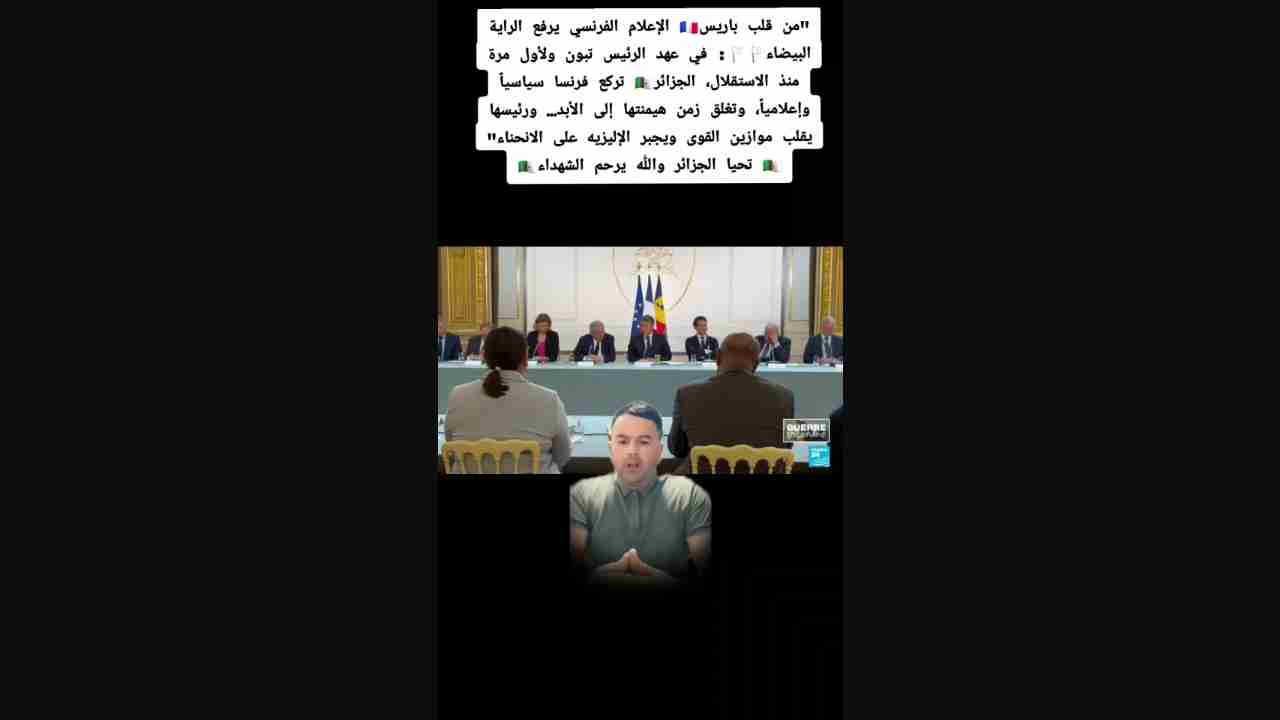 "من قلب باريس🇫🇷 الإعلام الفرنسي يرفع الراية
البيضاء🏳️🏳️: في عهد الرئيس تبون ولأول مرة
منذ الاستقلال، الجزائر🇩🇿 تركع فرنسا سياسياً
وإعلامياً، وتغلق زمن هيمنتها إلى الأبد… ورئيسها
يقلب موازين القوى ويجبر الإليزيه على الانحناء"
🇩🇿 تحيا الجزائر والله يرحم الشهداء🇩🇿
GUERRE
24